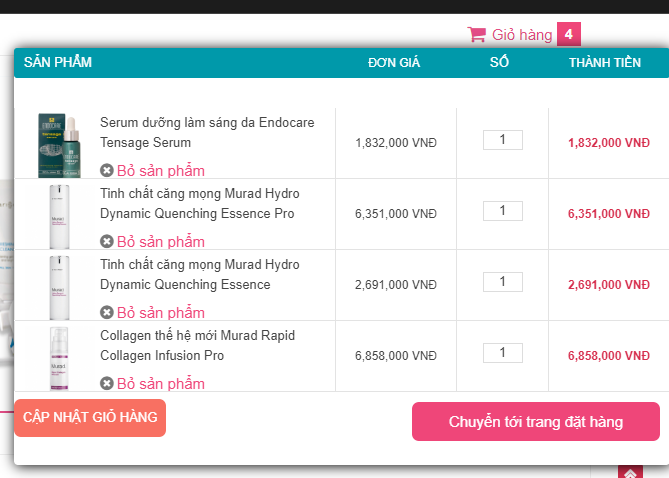 Giỏ hàng 4
SẢN PHẨM ĐƠN GIÁ SỐ THÀNH TIỀN
Serum dưỡng làm sáng da Endocare
Tensage Serum
1,832,000 VNĐ 1 1,832,000 VNĐ
Bỏ sản phẩm
Tinh chất căng mọng Murad Hydro
Dynamic Quenching Essence Pro
6,351,000 VNĐ 1 6,351,000 VNĐ
Bỏ sản phẩm
Tinh chất căng mọng Murad Hydro
Dynamic Quenching Essence
2,691,000 VNĐ 1 2,691,000 VNĐ
Bỏ sản phẩm
Collagen thế hệ mới Murad Rapid
Collagen Infusion Pro
6,858,000 VNĐ 1 6,858,000 VNĐ
Bỏ sản phẩm
CẬP NHẬT GIỎ HÀNG
Chuyển tới trang đặt hàng